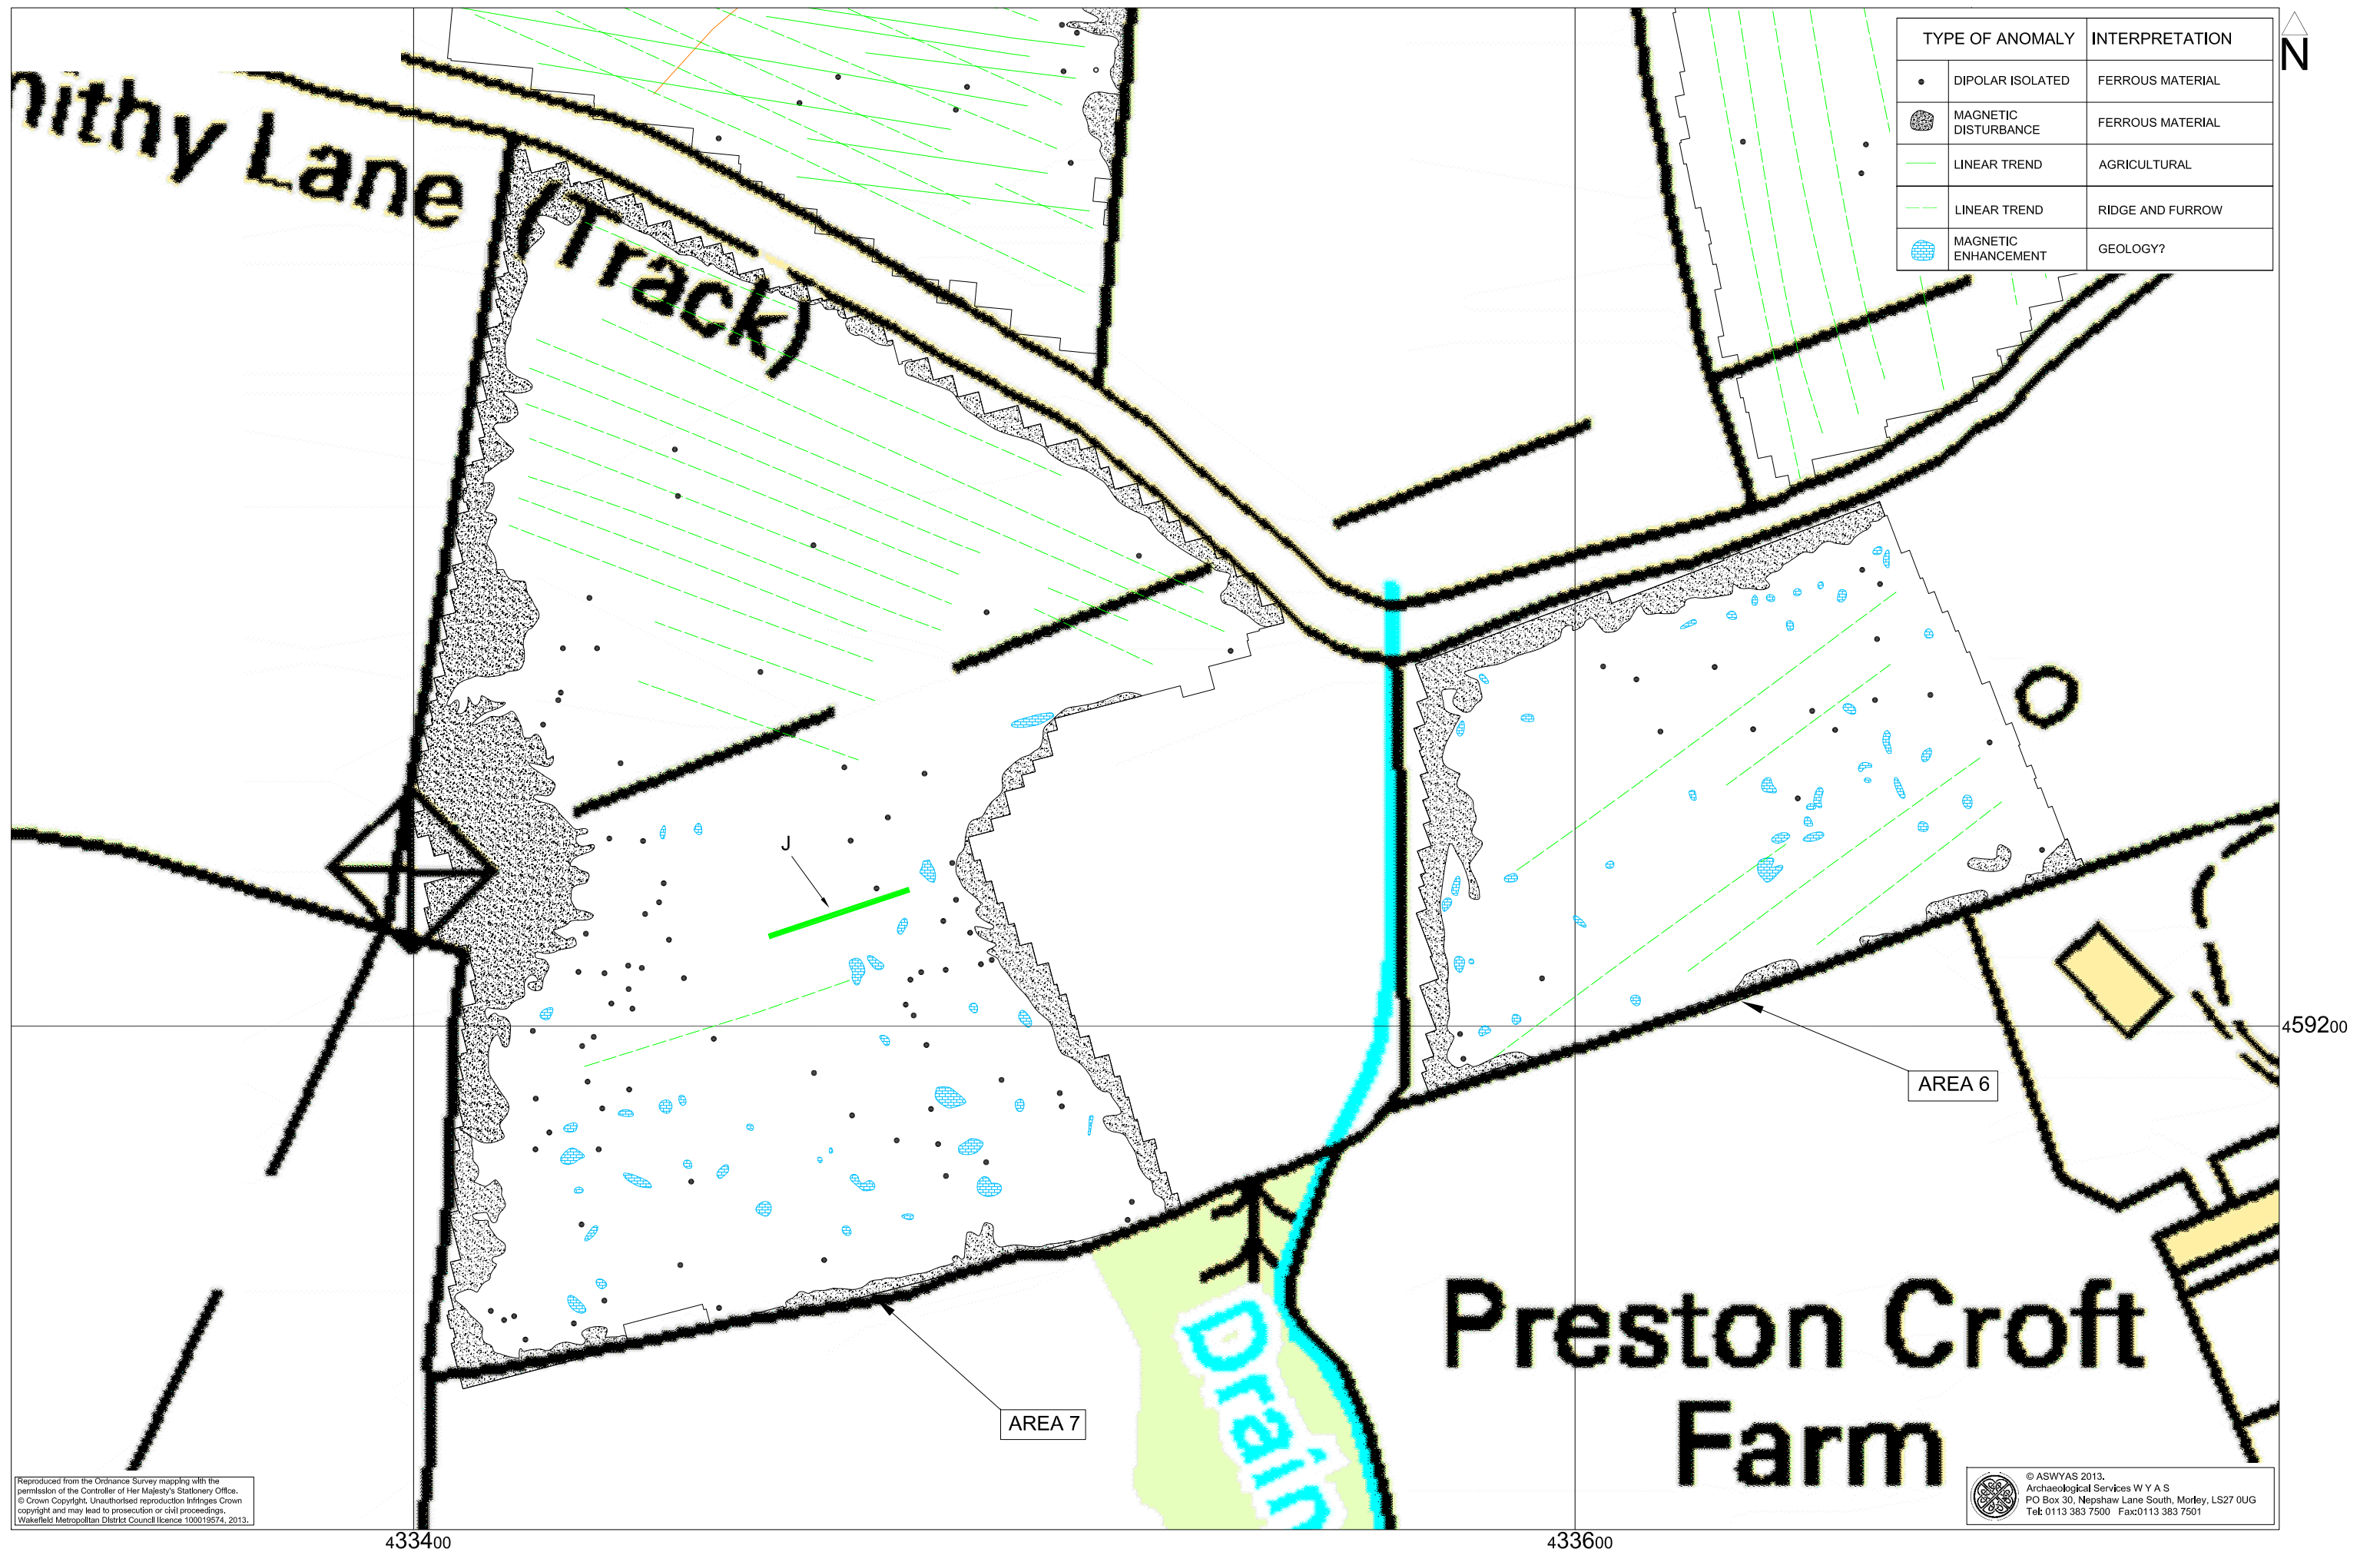 TYPE OF ANOMALY INTERPRETATION
DIPOLAR ISOLATED FERROUS MATERIAL
MAGNETIC
DISTURBANCE FERROUS MATERIAL
LINEAR TREND AGRICULTURAL
LINEAR TREND RIDGE AND FURROW
MAGNETIC
ENHANCEMENT GEOLOGY?
N
Lane (Track)
J
459200
AREA 6
AREA 7
Preston Croft
Farm
Drain
Reproduced from the Ordnance Survey mapping with the
permission of the Controller of Her Majesty's Stationery Office.
© Crown Copyright. Unauthorised reproduction infringes Crown
copyright and may lead to prosecution or civil proceedings.
Wakefield Metropolitan District Council licence 100019574, 2013.
© ASWYAS 2013.
Archaeological Services W Y A S
PO Box 30, Nepshaw Lane South, Morley, LS27 0UG
Tel: 0113 383 7500 Fax:0113 383 7501
433400
433600